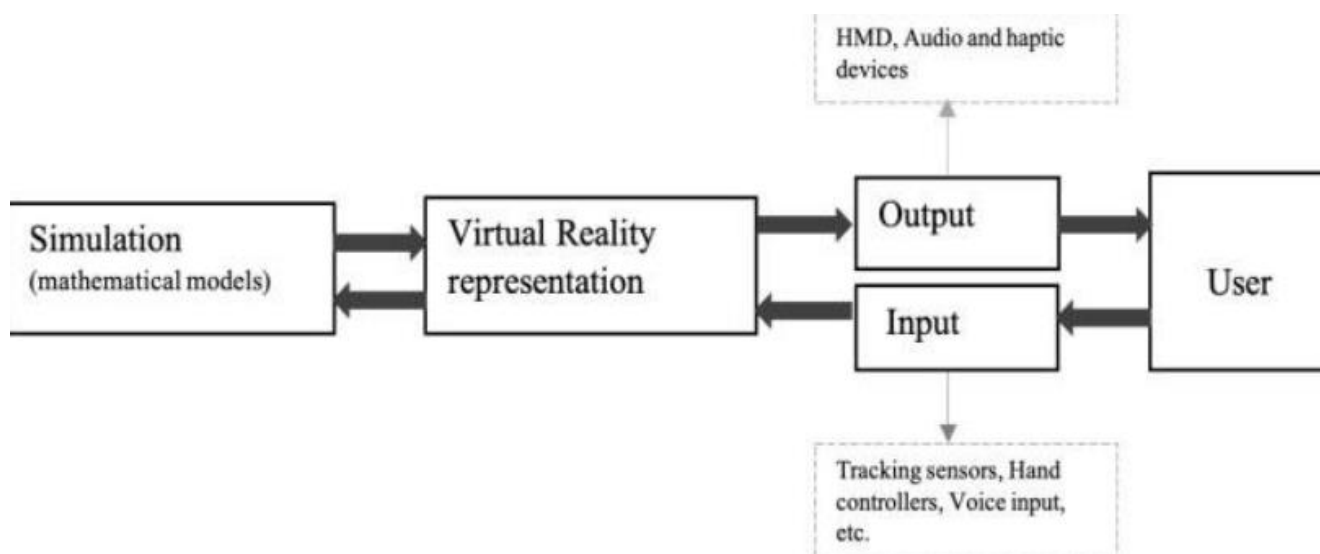 HMD, Audio and haptic
devices
Simulation
(mathematical models)
Virtual Reality
representation
Output
Input
User
Tracking sensors, Hand
controllers, Voice input,
etc.